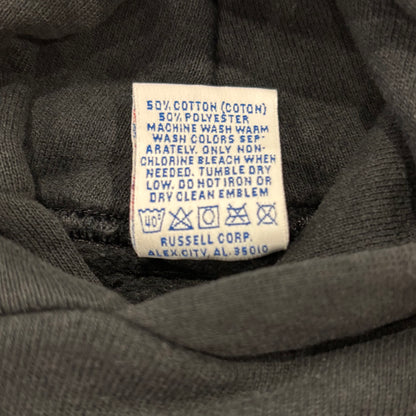 50% COTTON (COTON)
50% POLYESTER
MACHINE WASH WARM
WASH COLORS SEP-
ARATELY. ONLY NON-
CHLORINE BLEACH WHEN
NEEDED. TUMBLE DRY
LOW. DO NOT IRON OR
DRY CLEAN EMBLEM
40°
RUSSELL CORP.
ALEX CITY, AL. 35010